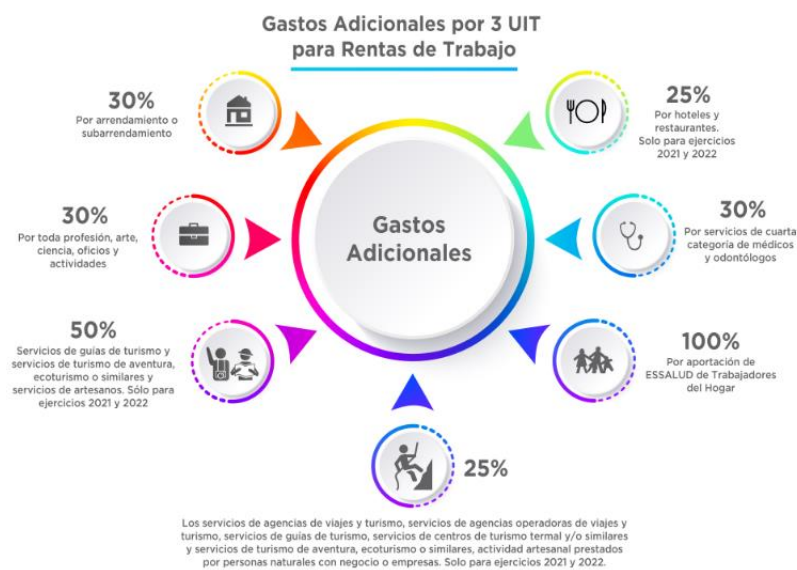 Gastos Adicionales por 3 UIT
para Rentas de Trabajo
30%
Por arrendamiento o
subarrendamiento
25%
Por hoteles y
restaurantes.
Solo para ejercicios
2021 y 2022
30%
Por toda profesión, arte,
ciencia, oficios y
actividades
Gastos
Adicionales
30%
Por servicios de cuarta
categoría de médicos
y odontólogos
50%
Servicios de guías de turismo y
servicios de turismo de aventura,
ecoturismo o similares y
servicios de artesanos. Sólo para
ejercicios 2021 y 2022
100%
Por aportación de
ESSALUD de Trabajadores
del Hogar
25%
Los servicios de agencias de viajes y turismo, servicios de agencias operadoras de viajes y
turismo, servicios de guías de turismo, servicios de centros de turismo termal y/o similares
y servicios de turismo de aventura, ecoturismo o similares, actividad artesanal prestados
por personas naturales con negocio o empresas. Solo para ejercicios 2021 y 2022.